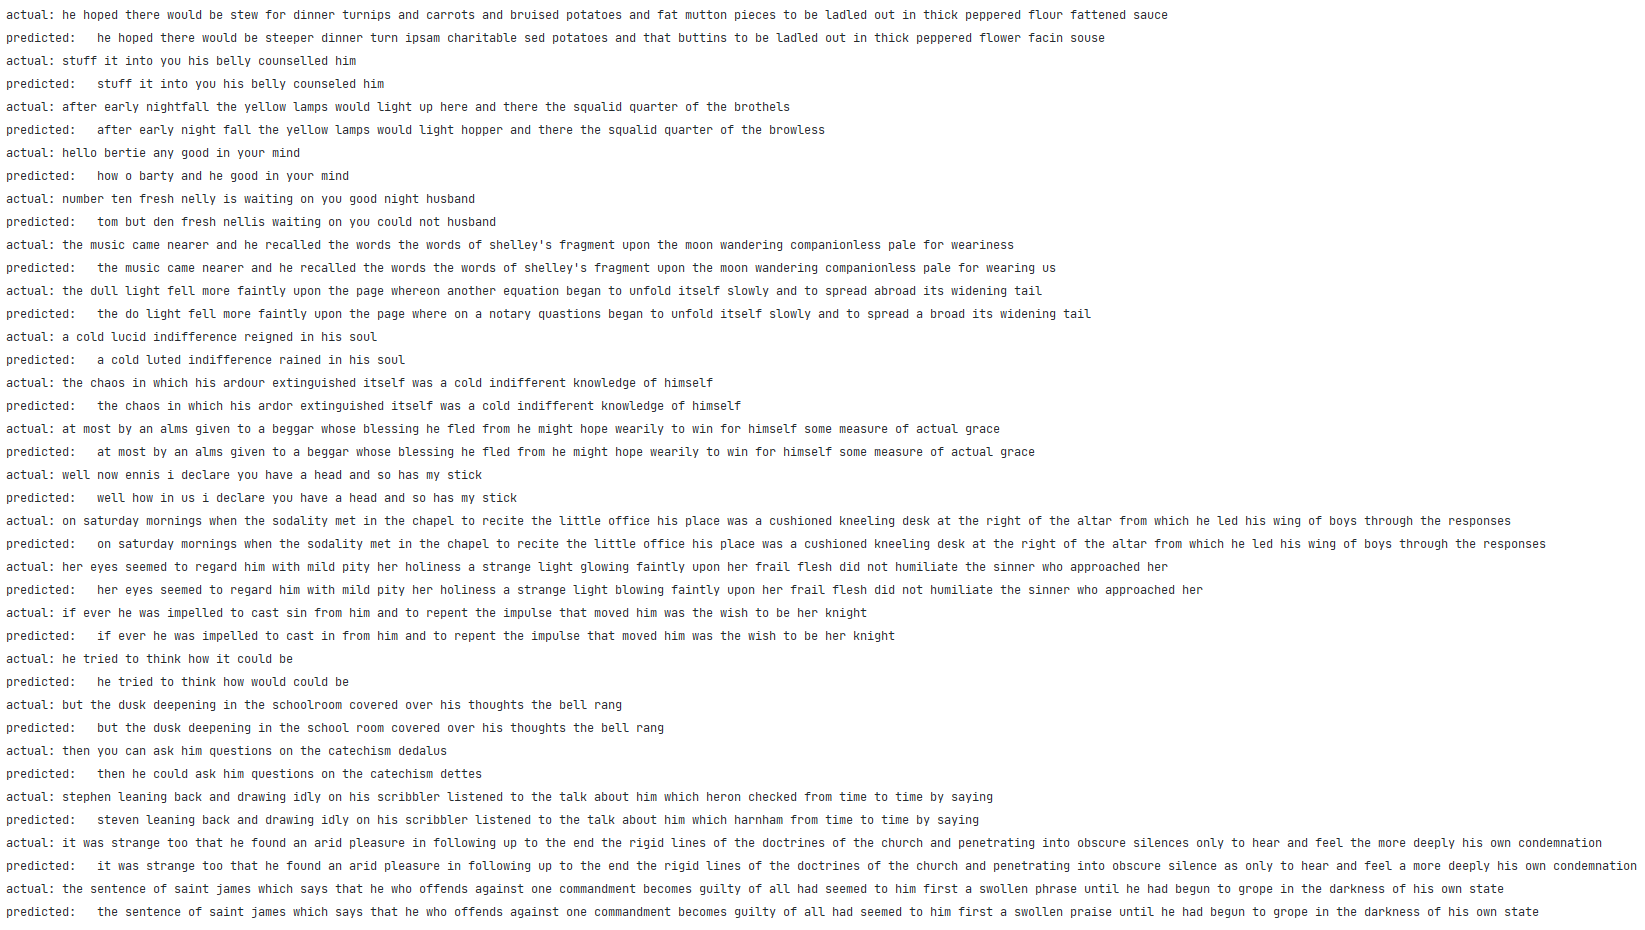 actual: he hoped there would be stew for dinner turnips and carrots and bruised potatoes and fat mutton pieces to be ladled out in thick peppered flour fattened sauce
predicted:   he hoped there would be steeper dinner turn ipsam charitable sed potatoes and that buttins to be ladled out in thick peppered flower facin souse
actual: stuff it into you his belly counselled him
predicted:   stuff it into you his belly counseled him
actual: after early nightfall the yellow lamps would light up here and there the squalid quarter of the brothels
predicted:   after early night fall the yellow lamps would light hopper and there the squalid quarter of the browless
actual: hello bertie any good in your mind
predicted:   how o barty and he good in your mind
actual: number ten fresh nelly is waiting on you good night husband
predicted:   tom but den fresh nellis waiting on you could not husband
actual: the music came nearer and he recalled the words the words of shelley's fragment upon the moon wandering companionless pale for weariness
predicted:   the music came nearer and he recalled the words the words of shelley's fragment upon the moon wandering companionless pale for wearing us
actual: the dull light fell more faintly upon the page whereon another equation began to unfold itself slowly and to spread abroad its widening tail
predicted:   the do light fell more faintly upon the page where on a notary quastions began to unfold itself slowly and to spread a broad its widening tail
actual: a cold lucid indifference reigned in his soul
predicted:   a cold luted indifference rained in his soul
actual: the chaos in which his ardour extinguished itself was a cold indifferent knowledge of himself
predicted:   the chaos in which his ardor extinguished itself was a cold indifferent knowledge of himself
actual: at most by an alms given to a beggar whose blessing he fled from he might hope wearily to win for himself some measure of actual grace
predicted:   at most by an alms given to a beggar whose blessing he fled from he might hope wearily to win for himself some measure of actual grace
actual: well now ennis i declare you have a head and so has my stick
predicted:   well how in us i declare you have a head and so has my stick
actual: on saturday mornings when the sodality met in the chapel to recite the little office his place was a cushioned kneeling desk at the right of the altar from which he led his wing of boys through the responses
predicted:   on saturday mornings when the sodality met in the chapel to recite the little office his place was a cushioned kneeling desk at the right of the altar from which he led his wing of boys through the responses
actual: her eyes seemed to regard him with mild pity her holiness a strange light glowing faintly upon her frail flesh did not humiliate the sinner who approached her
predicted:   her eyes seemed to regard him with mild pity her holiness a strange light blowing faintly upon her frail flesh did not humiliate the sinner who approached her
actual: if ever he was impelled to cast sin from him and to repent the impulse that moved him was the wish to be her knight
predicted:   if ever he was impelled to cast in from him and to repent the impulse that moved him was the wish to be her knight
actual: he tried to think how it could be
predicted:   he tried to think how would could be
actual: but the dusk deepening in the schoolroom covered over his thoughts the bell rang
predicted:   but the dusk deepening in the school room covered over his thoughts the bell rang
actual: then you can ask him questions on the catechism dedalus
predicted:   then he could ask him questions on the catechism dettes
actual: stephen leaning back and drawing idly on his scribbler listened to the talk about him which heron checked from time to time by saying
predicted:   steven leaning back and drawing idly on his scribbler listened to the talk about him which harnham from time to time by saying
actual: it was strange too that he found an arid pleasure in following up to the end the rigid lines of the doctrines of the church and penetrating into obscure silences only to hear and feel the more deeply his own condemnation
predicted:   it was strange too that he found an arid pleasure in following up to the end the rigid lines of the doctrines of the church and penetrating into obscure silence as only to hear and feel a more deeply his own condemnation
actual: the sentence of saint james which says that he who offends against one commandment becomes guilty of all had seemed to him first a swollen phrase until he had begun to grope in the darkness of his own state
predicted:   the sentence of saint james which says that he who offends against one commandment becomes guilty of all had seemed to him first a swollen praise until he had begun to grope in the darkness of his own state